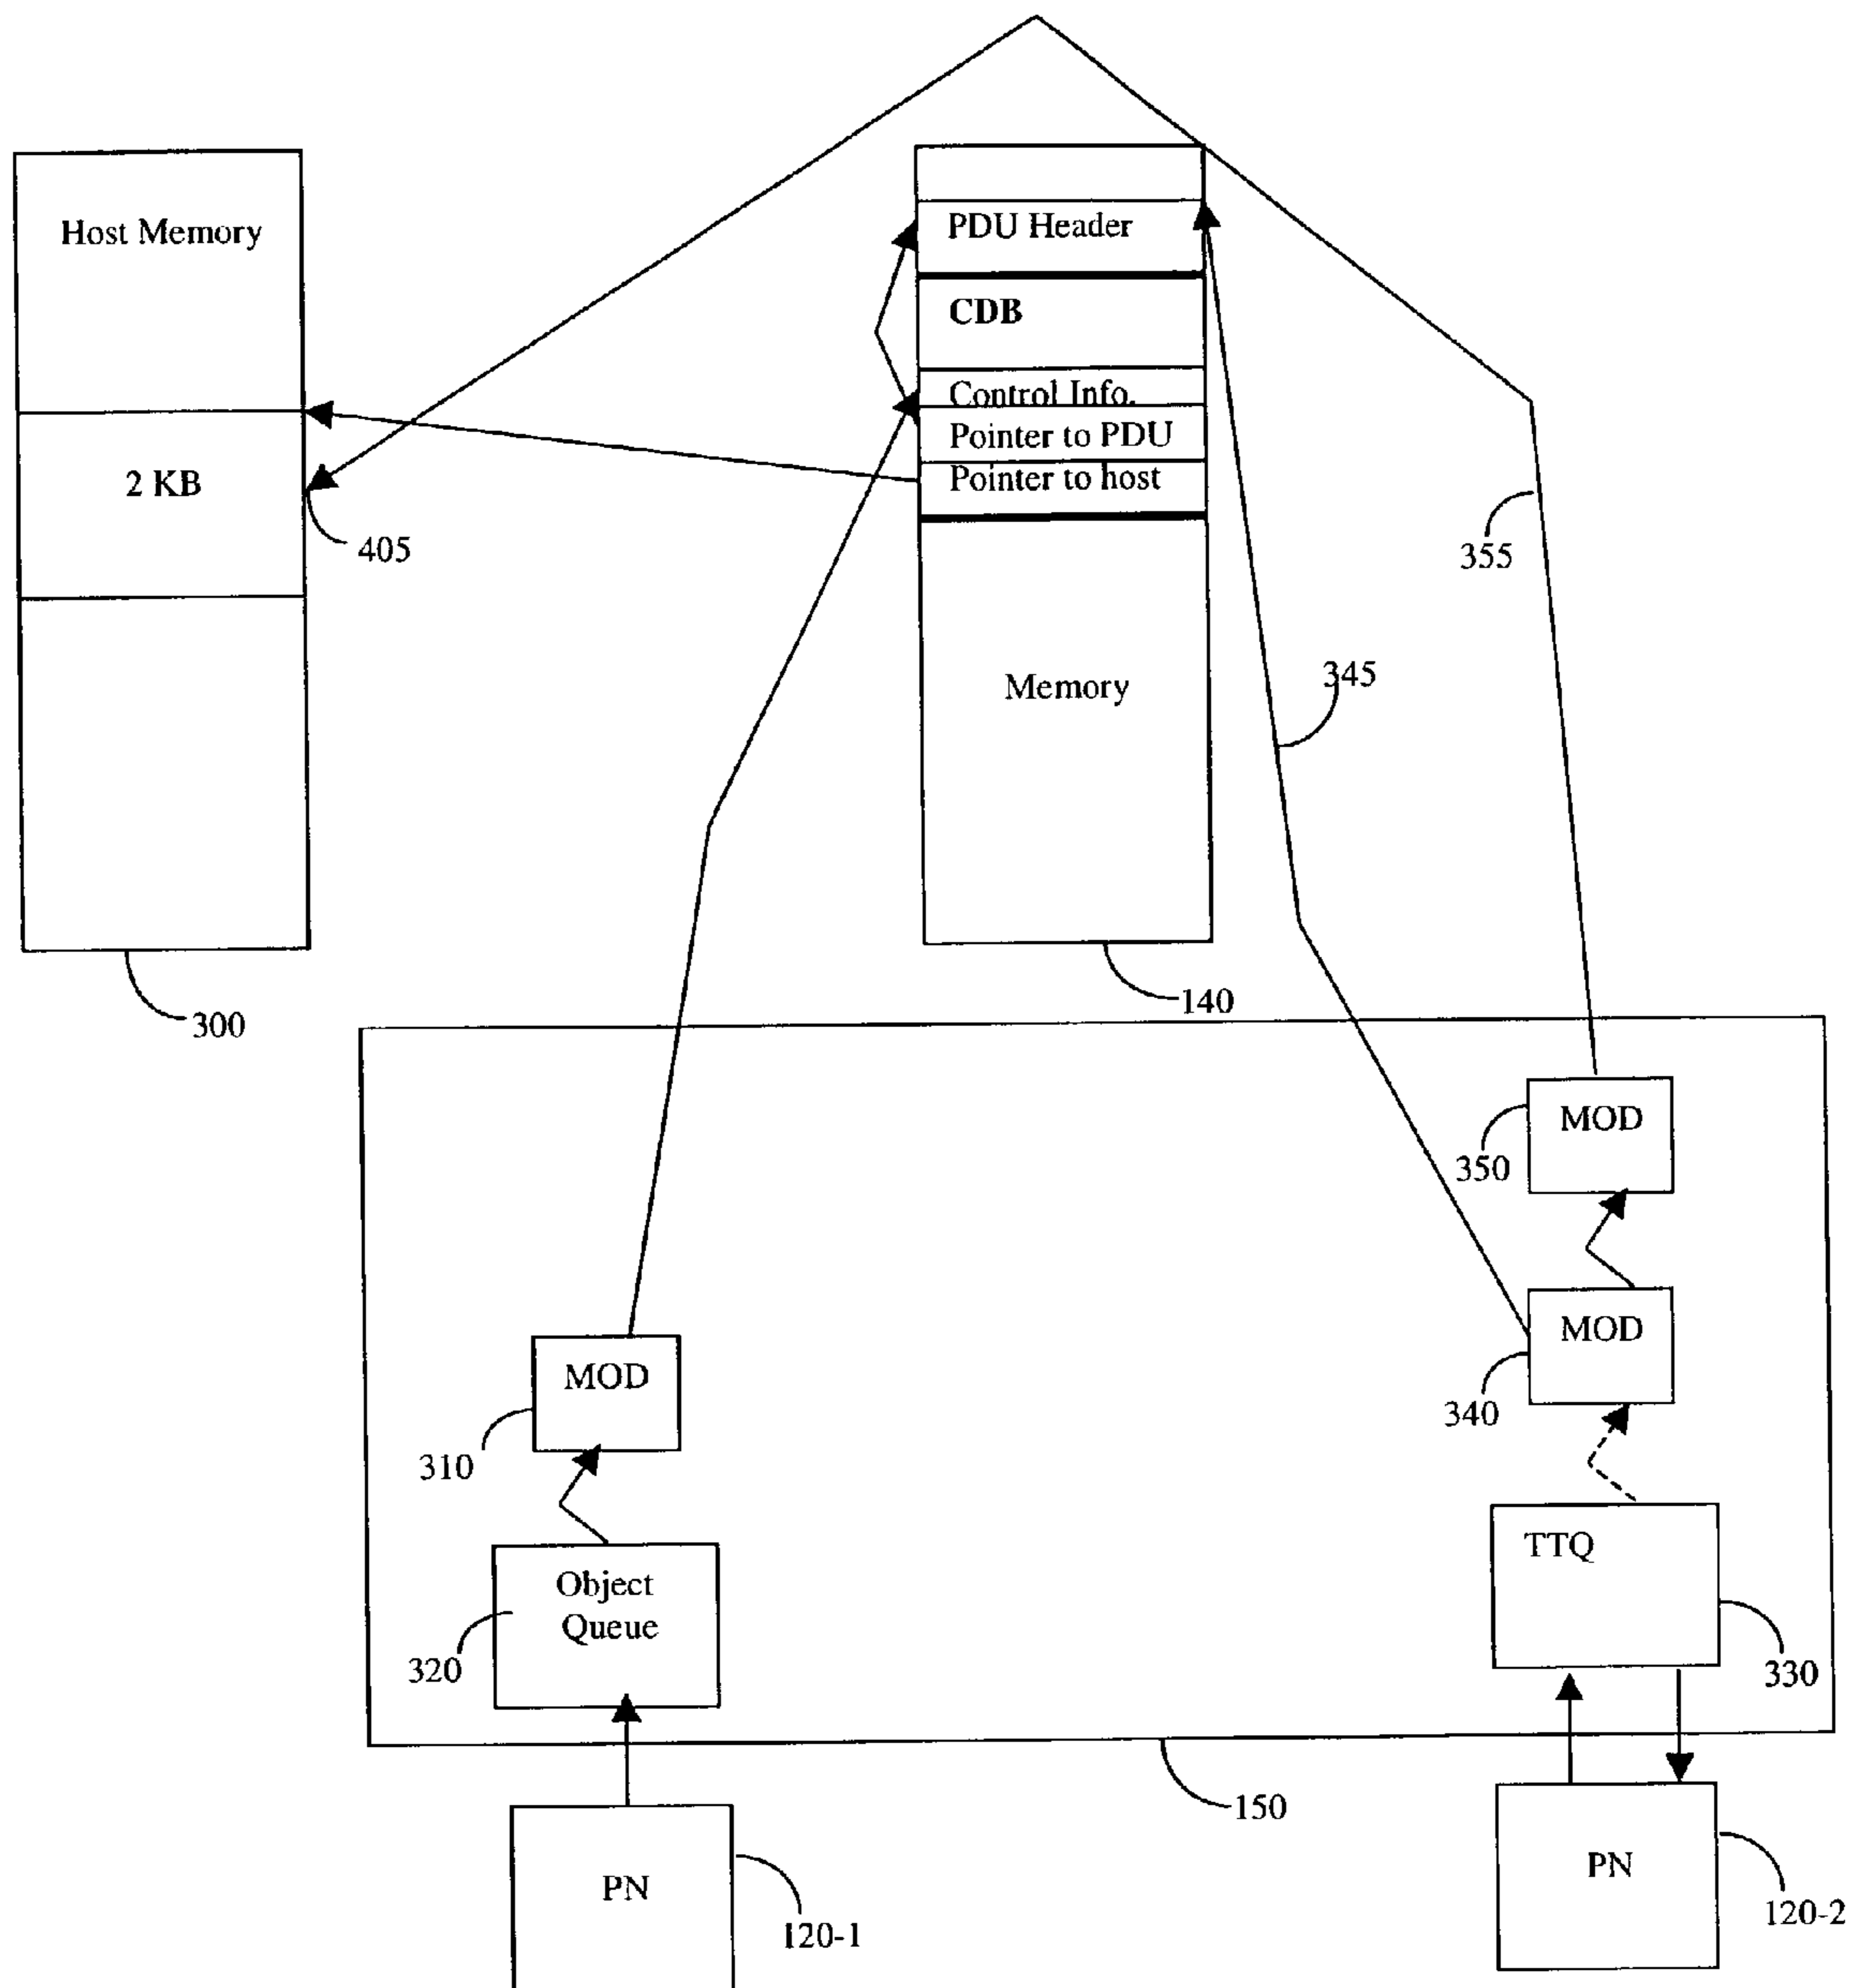 Host Memory
PDU Header
CDB
Control Info.
Pointer to PDU
Pointer to host
2 KB
405
355
345
Memory
140
300
MOD
350
MOD
340
MOD
310
TTQ
330
Object
Queue
320
150
PN
120-1
PN
120-2